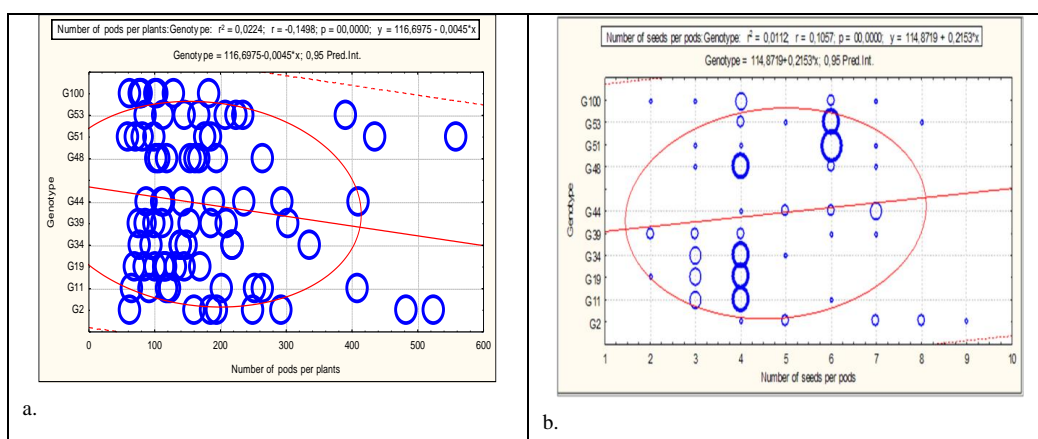 Number of pods per plants:Genotype: r² = 0,0224; r = -0,1498; p = 00,0000; y = 116,6975 - 0,0045*x
Genotype = 116,6975-0,0045*x; 0,95 Pred.Int.
G100
G53
G51
G48
G44
G39
G34
G19
G11
G2
Genotype
0 100 200 300 400 500 600
Number of pods per plants
a.
Number of seeds per pods:Genotype: r² = 0,0112; r = 0,1057; p = 00,0000; y = 114,8719 + 0,2153*x
Genotype = 114,8719+0,2153*x; 0,95 Pred.Int.
G100
G53
G51
G48
G44
G39
G34
G19
G11
G2
Genotype
1 2 3 4 5 6 7 8 9 10
Number of seeds per pods
b.